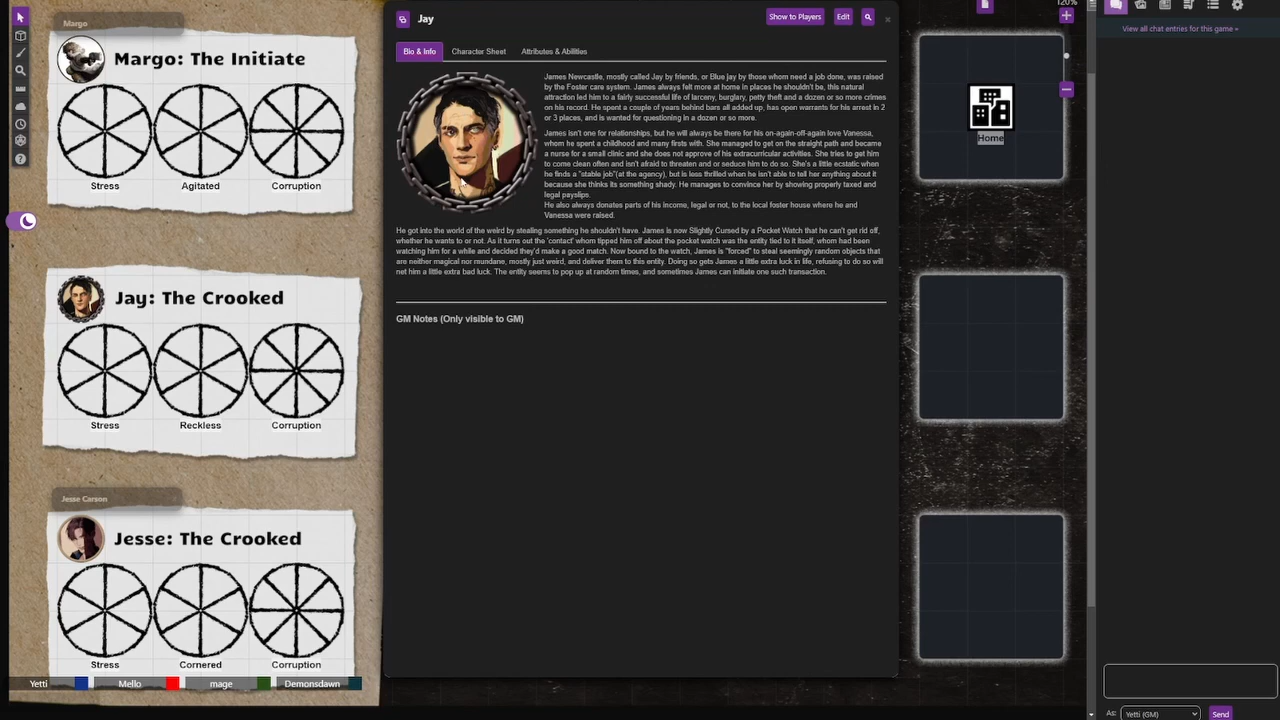 Margo
Margo: The Initiate
Stress
Agitated
Corruption
Jay: The Crooked
Stress
Reckless
Corruption
Jesse Carson
Jesse: The Crooked
Stress
Cornered
Corruption
Yetti
Mello
mage
Demonsdawn
Jay
Show to Players
Edit
Bio & Info
Character Sheet
Attributes & Abilities
James Newcastle, mostly called Jay by friends, or Blue jay by those whom need a job done, was raised
by the Foster care system. James always felt more at home in places he shouldn't be, this natural
attraction led him to a fairly successful life of larceny, burglary, petty theft and a dozen or so more crimes
on his record. He spent a couple of years behind bars all added up, has open warrants for his arrest in 2
or 3 places, and is wanted for questioning in a dozen or so more.
James isn't one for relationships, but he will always be there for his on-again-off-again love Vanessa,
whom he spent a childhood and many firsts with. She managed to get on the straight path and became
a nurse for a small clinic and she does not approve of his extracurricular activities. She tries to get him
to come clean often and isn't afraid to threaten and or seduce him to do so. She's a little ecstatic when
he finds a "stable job"(at the agency), but is less thrilled when he isn't able to tell her anything about it
because she thinks its something shady. He manages to convince her by showing properly taxed and
legal payslips.
He also always donates parts of his income, legal or not, to the local foster house where he and
Vanessa were raised.
He got into the world of the weird by stealing something he shouldn't have. James is now Slightly Cursed by a Pocket Watch that he can't get rid off,
whether he wants to or not. As it turns out the 'contact' whom tipped him off about the pocket watch was the entity tied to it itself, whom had been
watching him for a while and decided they'd make a good match. Now bound to the watch, James is "forced" to steal seemingly random objects that
are neither magical nor mundane, mostly just weird, and deliver them to this entity. Doing so gets James a little extra luck in life, refusing to do so will
net him a little extra bad luck. The entity seems to pop up at random times, and sometimes James can initiate one such transaction.
GM Notes (Only visible to GM)
Home
120%
View all chat entries for this game »
As:
Yetti (GM)
Send